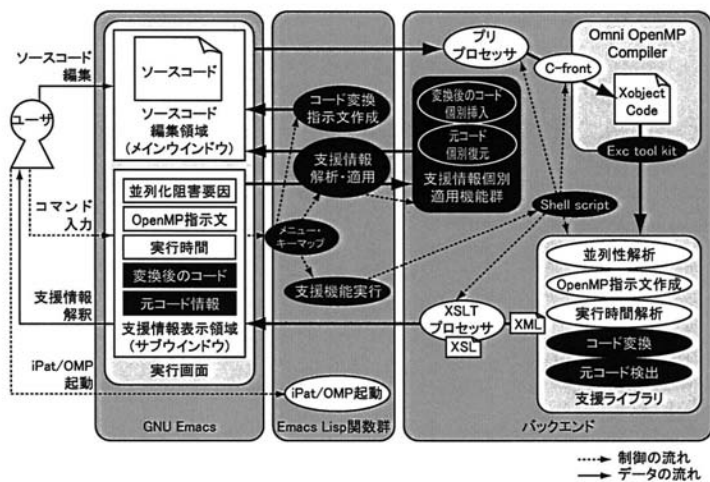 ソースコード
編集
ユーザ
コマンド
入力
支援情報
解釈
iPat/OMP
起動
ソースコード
ソースコード
編集領域
(メインウインドウ)
並列化阻害要因
OpenMP指示文
実行時間
変換後のコード
元コード情報
支援情報表示領域
(サブウインドウ)
実行画面
GNU Emacs
コード変換
指示文作成
支援情報
解析・適用
メニュー・
キーマップ
支援機能実行
iPat/OMP起動
Emacs Lisp関数群
プリ
プロセッサ
C-front
Omni OpenMP
Compiler
Xobject
Code
Exc tool kit
変換後のコード
個別挿入
元コード
個別復元
支援情報個別
適用機能群
Shell script
XSLT
プロセッサ
XSL
XML
並列性解析
OpenMP指示文作成
実行時間解析
コード変換
元コード検出
支援ライブラリ
バックエンド
制御の流れ
データの流れ